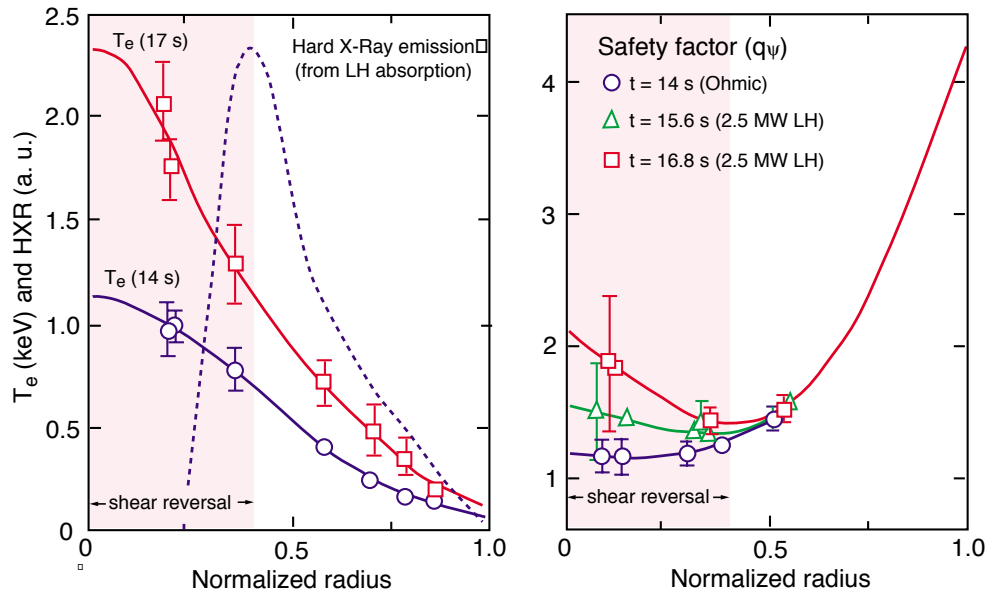 2.5
2.0
1.5
1.0
0.5
0
Te (keV) and HXR (a. u.)
Te (17 s)
Hard X-Ray emission
(from LH absorption)
Te (14 s)
shear reversal
0
0.5
1.0
Normalized radius
4
3
2
1
Safety factor (qψ)
t = 14 s (Ohmic)
t = 15.6 s (2.5 MW LH)
t = 16.8 s (2.5 MW LH)
shear reversal
0
0.5
1.0
Normalized radius